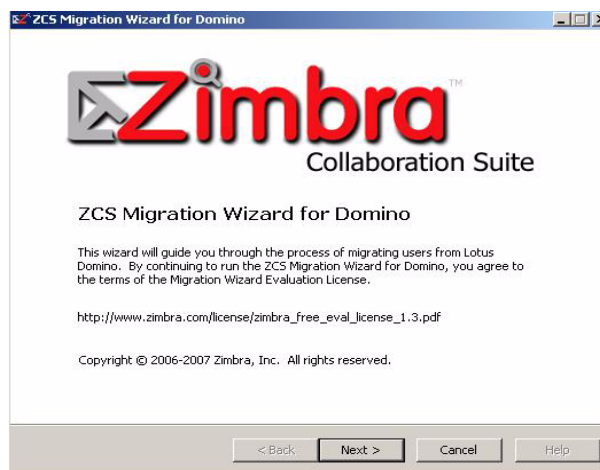 ZCS Migration Wizard for Domino
Zimbra™
Collaboration Suite
ZCS Migration Wizard for Domino
This wizard will guide you through the process of migrating users from Lotus
Domino. By continuing to run the ZCS Migration Wizard for Domino, you agree to
the terms of the Migration Wizard Evaluation License.
http://www.zimbra.com/license/zimbra_free_eval_license_1.3.pdf
Copyright © 2006-2007 Zimbra, Inc. All rights reserved.
< Back Next > Cancel Help